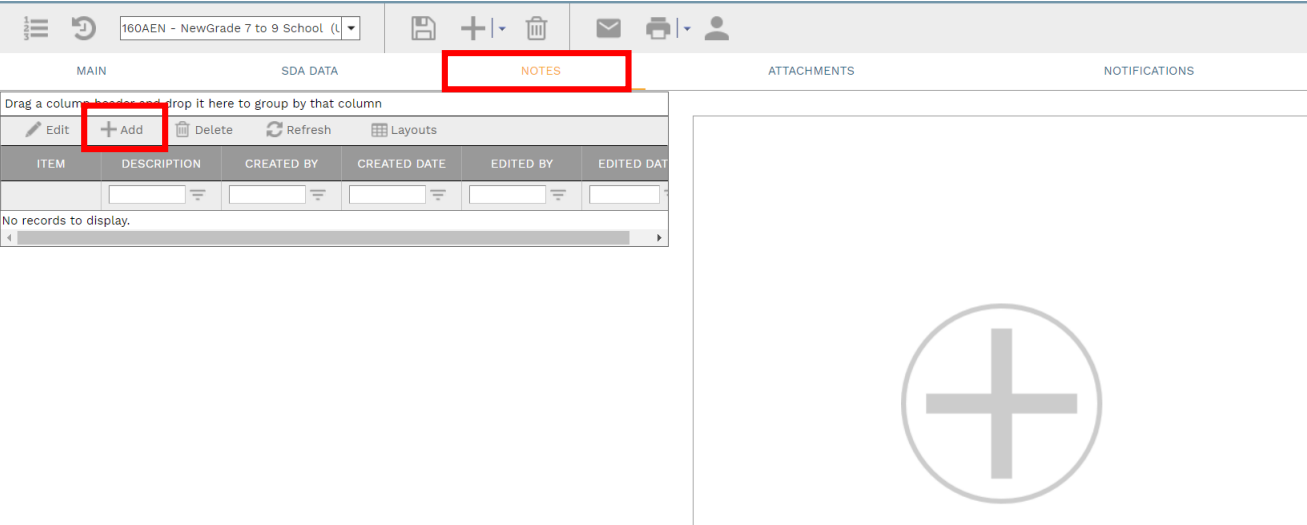 160AEN - NewGrade 7 to 9 School (U
MAIN SDA DATA NOTES ATTACHMENTS NOTIFICATIONS
Drag a column header and drop it here to group by that column
Edit Add Delete Refresh Layouts
ITEM DESCRIPTION CREATED BY CREATED DATE EDITED BY EDITED DAT
No records to display.